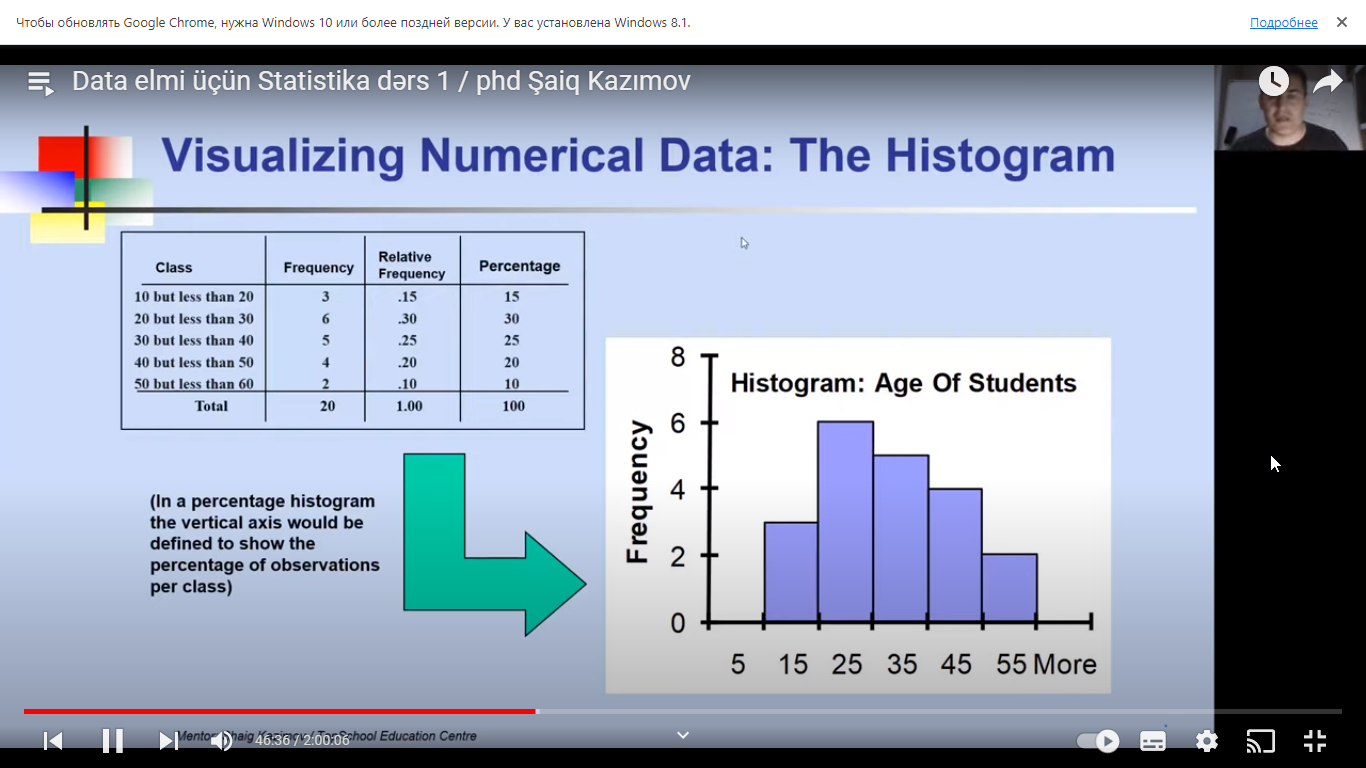 Чтобы обновлять Google Chrome, нужна Windows 10 или более поздней версии. У вас установлена Windows 8.1.
Подробнее
Data elmi üçün Statistika dərs 1 / phd Şaiq Kazımov
Visualizing Numerical Data: The Histogram
Class Frequency Relative Frequency Percentage
10 but less than 20 3 .15 15
20 but less than 30 6 .30 30
30 but less than 40 5 .25 25
40 but less than 50 4 .20 20
50 but less than 60 2 .10 10
Total 20 1.00 100
(In a percentage histogram
the vertical axis would be
defined to show the
percentage of observations
per class)
Histogram: Age Of Students
Frequency
8
6
4
2
0
5 15 25 35 45 55 More
46:36 / 2:00:06
School Education Centre